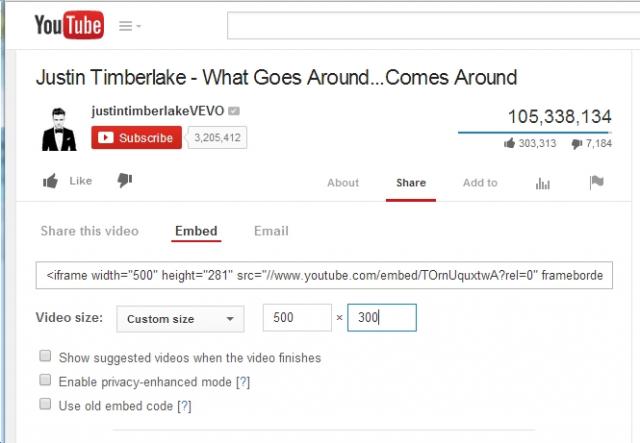 YouTube
Justin Timberlake - What Goes Around...Comes Around
justintimberlakeVEVO
Subscribe 3,205,412
105,338,134
303,313 7,184
Like
About Share Add to
Share this video Embed Email
<iframe width="500" height="281" src="//www.youtube.com/embed/TOrnUquxtwA?rel=0" frameborde
Video size: Custom size 500 × 300
Show suggested videos when the video finishes
Enable privacy-enhanced mode [?]
Use old embed code [?]